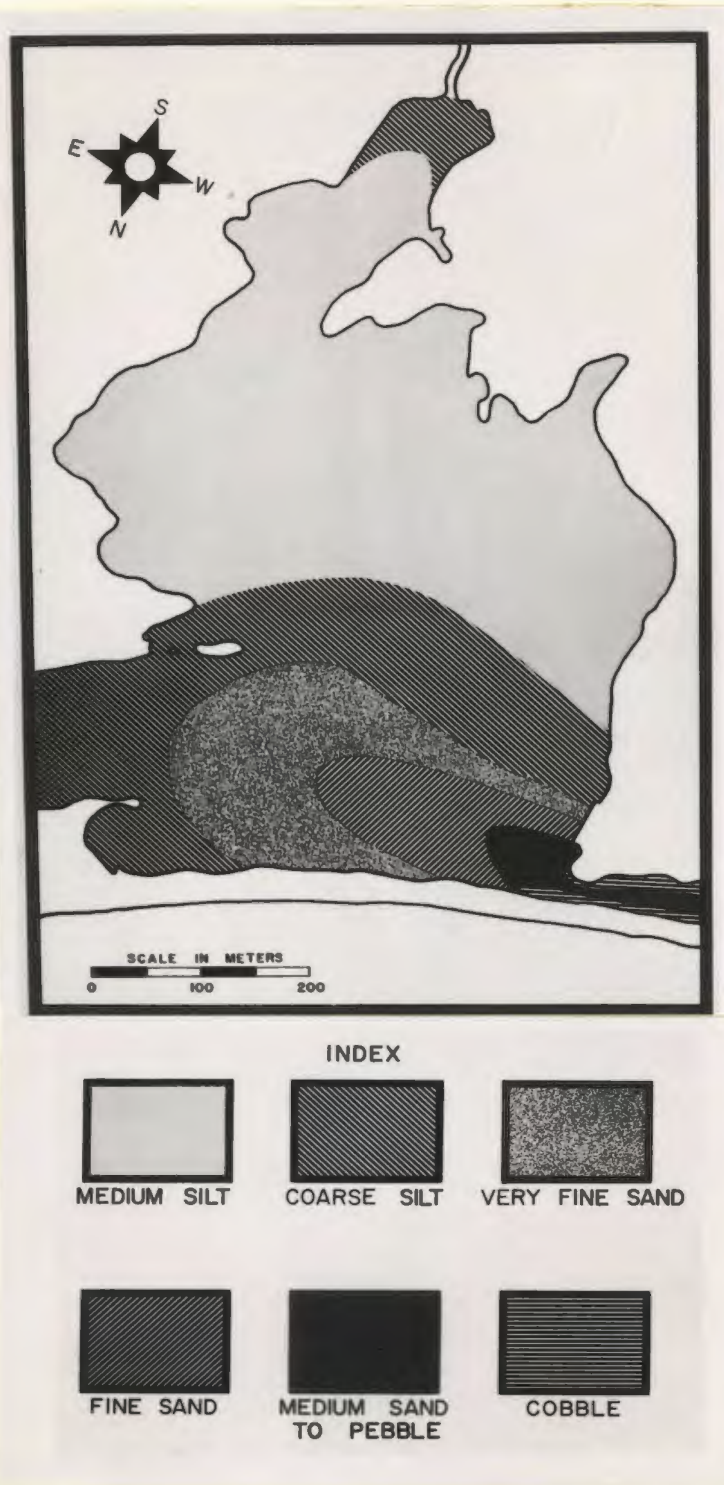 S
E
W
N
SCALE IN METERS
0 100 200
INDEX
MEDIUM SILT COARSE SILT VERY FINE SAND
FINE SAND MEDIUM SAND TO PEBBLE COBBLE